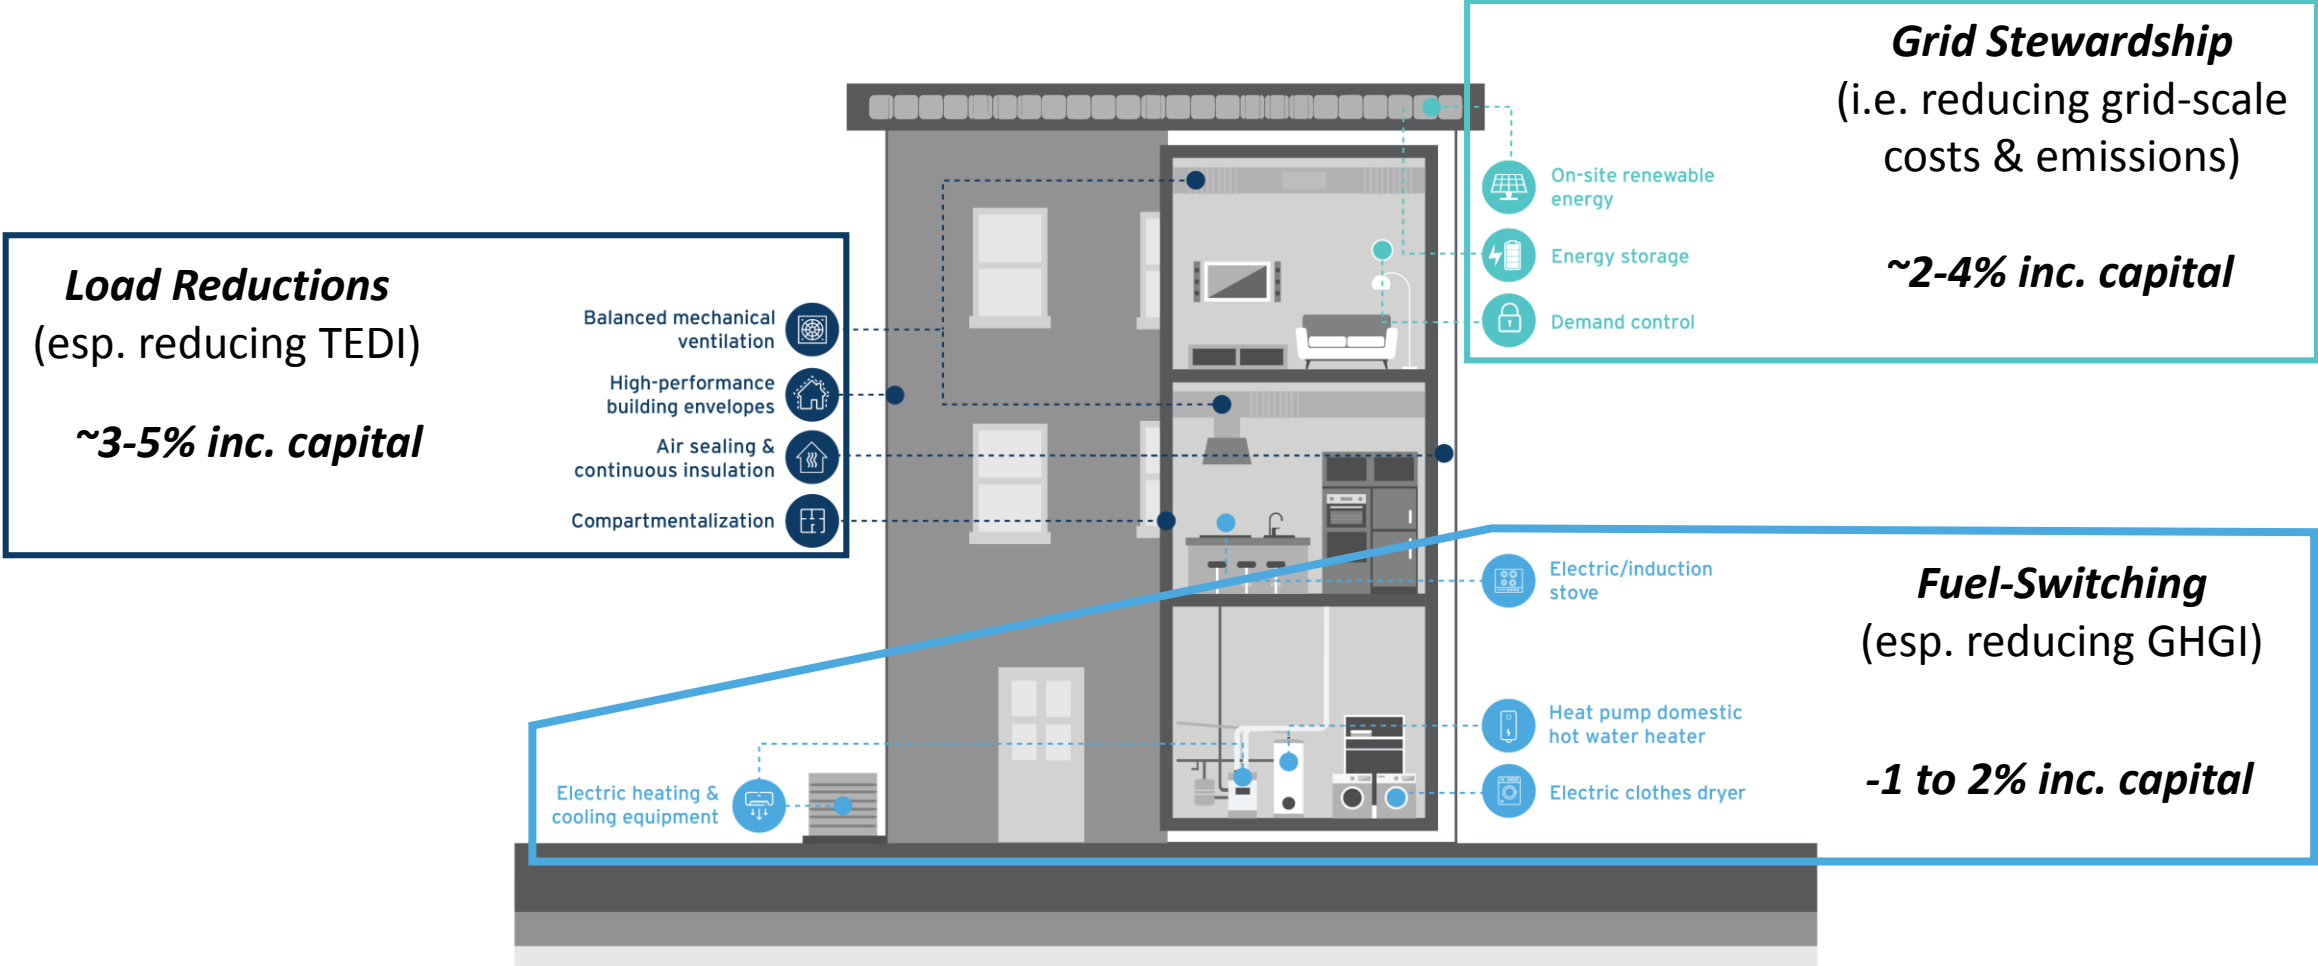 Load Reductions
(esp. reducing TEDI)
~3-5% inc. capital
Balanced mechanical
ventilation
High-performance
building envelopes
Air sealing &
continuous insulation
Compartmentalization
Grid Stewardship
(i.e. reducing grid-scale
costs & emissions)
~2-4% inc. capital
On-site renewable
energy
Energy storage
Demand control
Fuel-Switching
(esp. reducing GHGI)
-1 to 2% inc. capital
Electric/induction
stove
Heat pump domestic
hot water heater
Electric clothes dryer
Electric heating &
cooling equipment